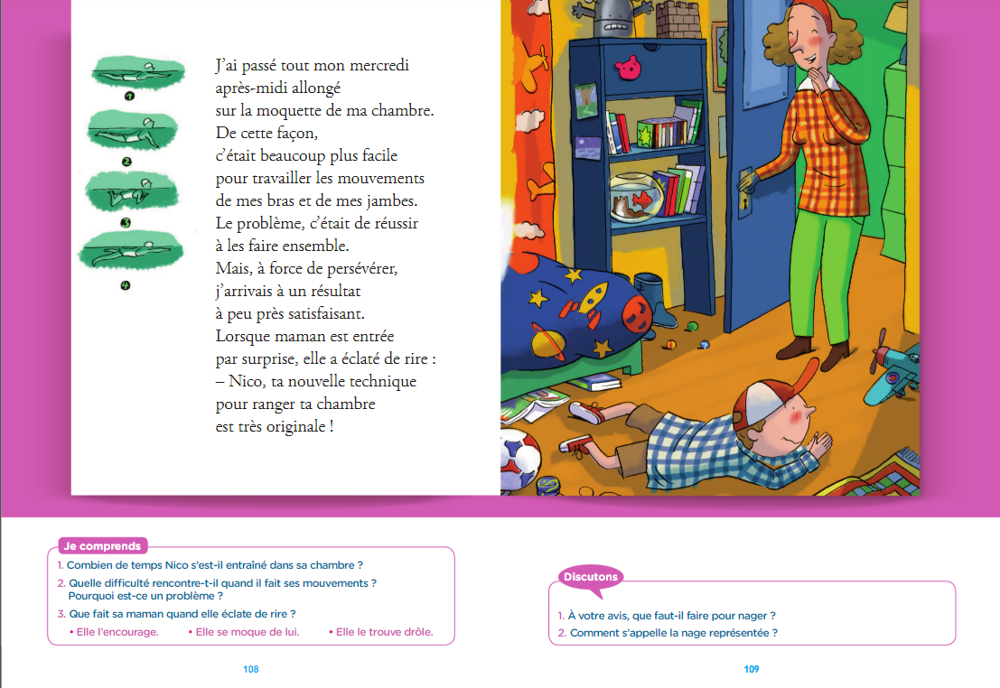 1
2
3
4
J'ai passé tout mon mercredi
après-midi allongé
sur la moquette de ma chambre.
De cette façon,
c'était beaucoup plus facile
pour travailler les mouvements
de mes bras et de mes jambes.
Le problème, c'était de réussir
à les faire ensemble.
Mais, à force de persévérer,
j'arrivais à un résultat
à peu près satisfaisant.
Lorsque maman est entrée
par surprise, elle a éclaté de rire :
– Nico, ta nouvelle technique
pour ranger ta chambre
est très originale !
Je comprends
1. Combien de temps Nico s'est-il entraîné dans sa chambre ?
2. Quelle difficulté rencontre-t-il quand il fait ses mouvements ?
Pourquoi est-ce un problème ?
3. Que fait sa maman quand elle éclate de rire ?
• Elle l'encourage. • Elle se moque de lui. • Elle le trouve drôle.
108
Discutons
1. À votre avis, que faut-il faire pour nager ?
2. Comment s'appelle la nage représentée ?
109